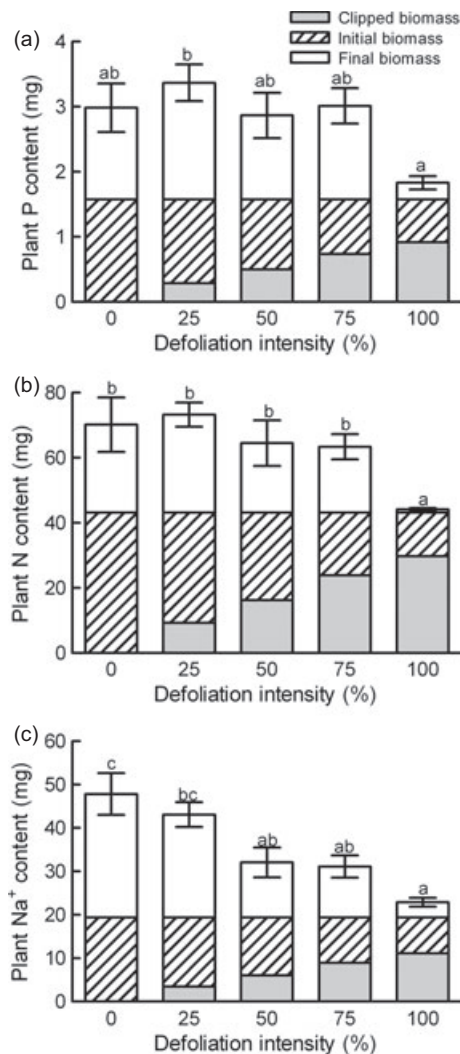 (a)
Clipped biomass
Initial biomass
Final biomass
Plant P content (mg)
4
3
2
1
0
ab
b
ab
ab
a
0 25 50 75 100
Defoliation intensity (%)
(b)
Plant N content (mg)
80
60
40
20
0
b
b
b
b
a
0 25 50 75 100
Defoliation intensity (%)
(c)
Plant Na⁺ content (mg)
60
50
40
30
20
10
0
c
bc
ab
ab
a
0 25 50 75 100
Defoliation intensity (%)